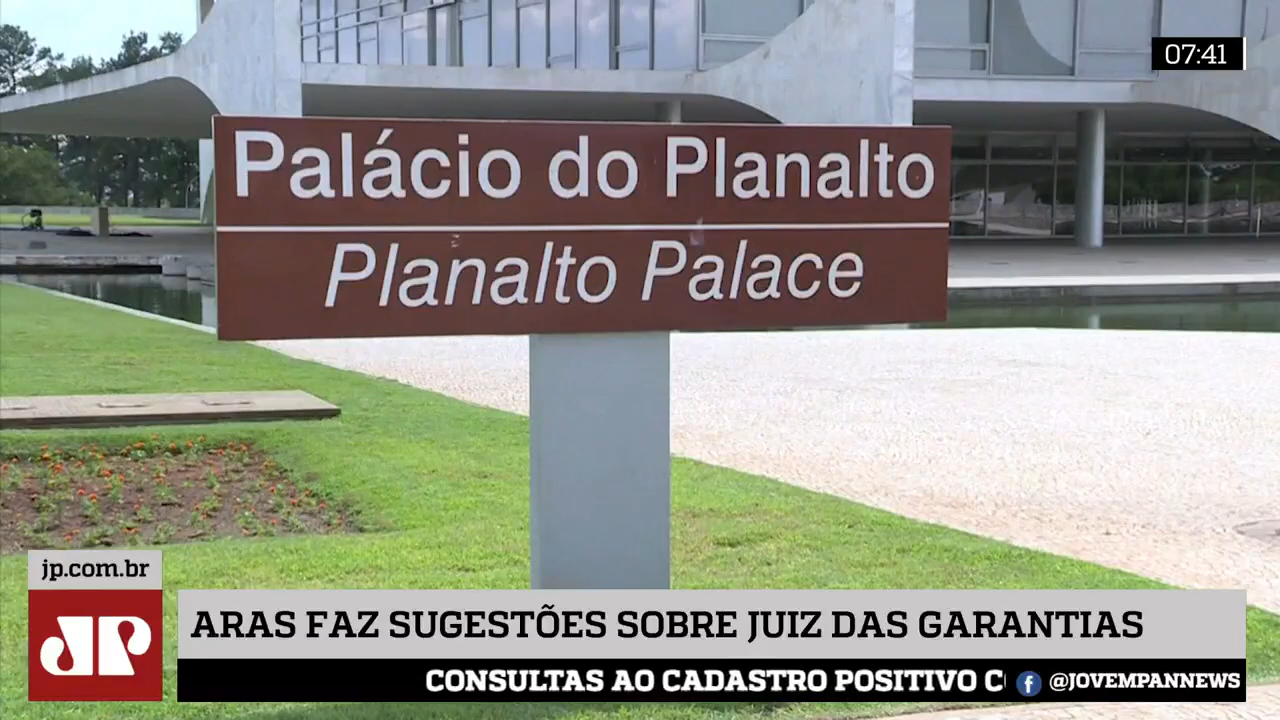 07:41
Palácio do Planalto
Planalto Palace
jp.com.br
JP
ARAS FAZ SUGESTÕES SOBRE JUIZ DAS GARANTIAS
CONSULTAS AO CADASTRO POSITIVO
@JOVEMPANNEWS